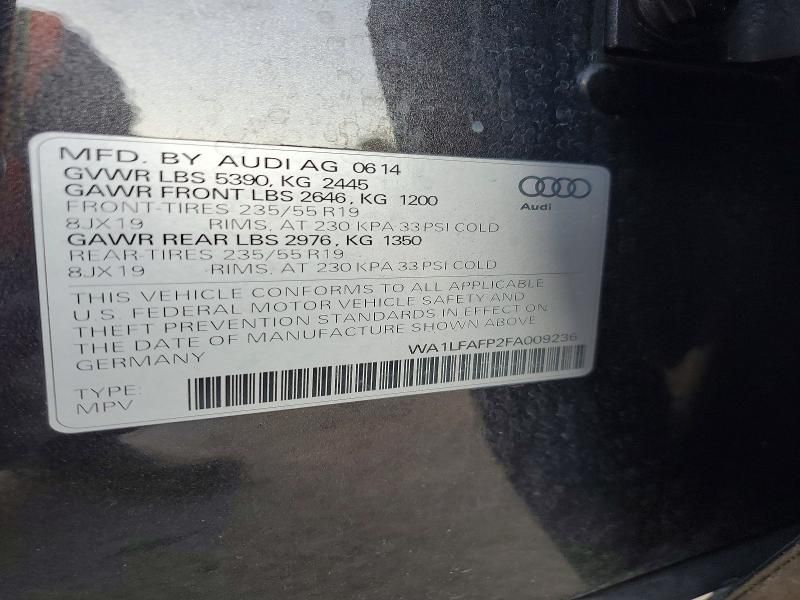 MFD. BY AUDI AG 06 14
GVWR LBS 5390, KG 2445
GAWR FRONT LBS 2646, KG 1200
FRONT-TIRES 235/55 R19
8JX19 RIMS, AT 230 KPA 33 PSI COLD
GAWR REAR LBS 2976, KG 1350
REAR-TIRES 235/55 R19
8JX19 RIMS, AT 230 KPA 33 PSI COLD
Audi
THIS VEHICLE CONFORMS TO ALL APPLICABLE
U.S. FEDERAL MOTOR VEHICLE SAFETY AND
THEFT PREVENTION STANDARDS IN EFFECT ON
THE DATE OF MANUFACTURE SHOWN ABOVE
GERMANY WA1LFAFP2FA009236
TYPE:
MPV